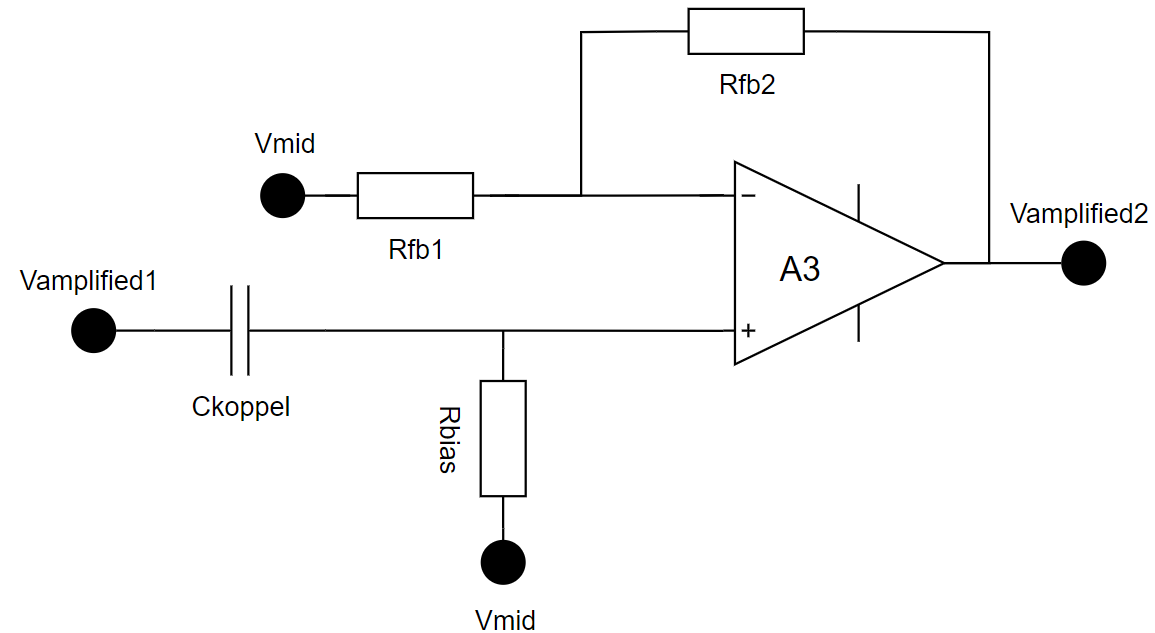 Rfb2
Vmid
Rfb1
−
Vamplified2
A3
Vamplified1
+
Ckoppel
Rbias
Vmid